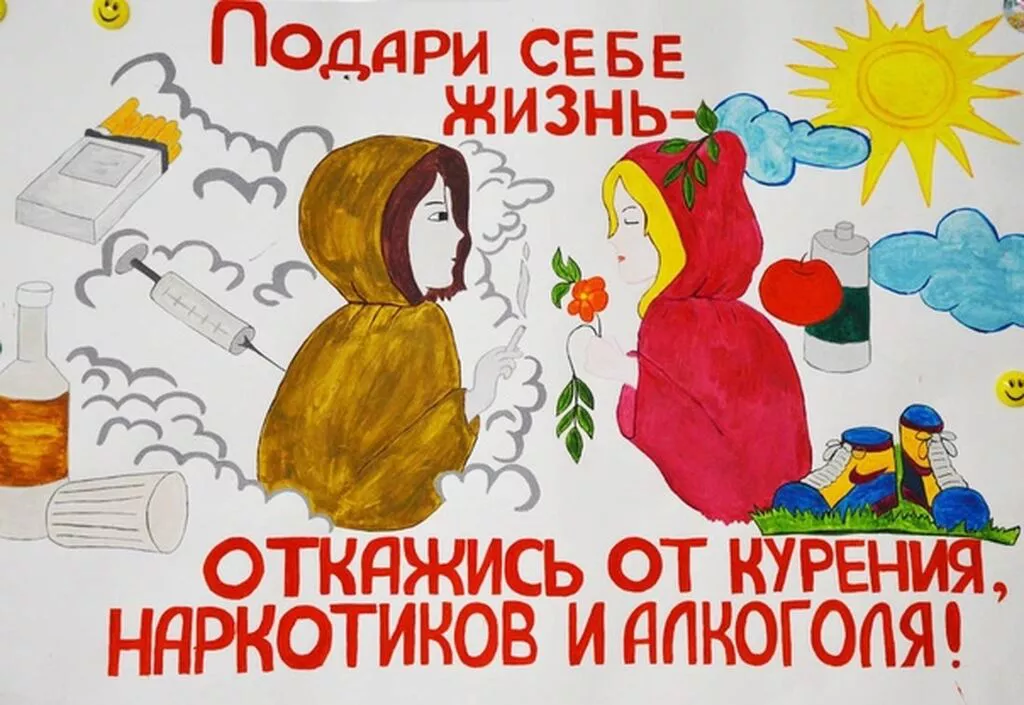 ПОДАРИ СЕБЕ
ЖИЗНЬ-
ОТКАЖИСЬ ОТ КУРЕНИЯ,
НАРКОТИКОВ И АЛКОГОЛЯ!